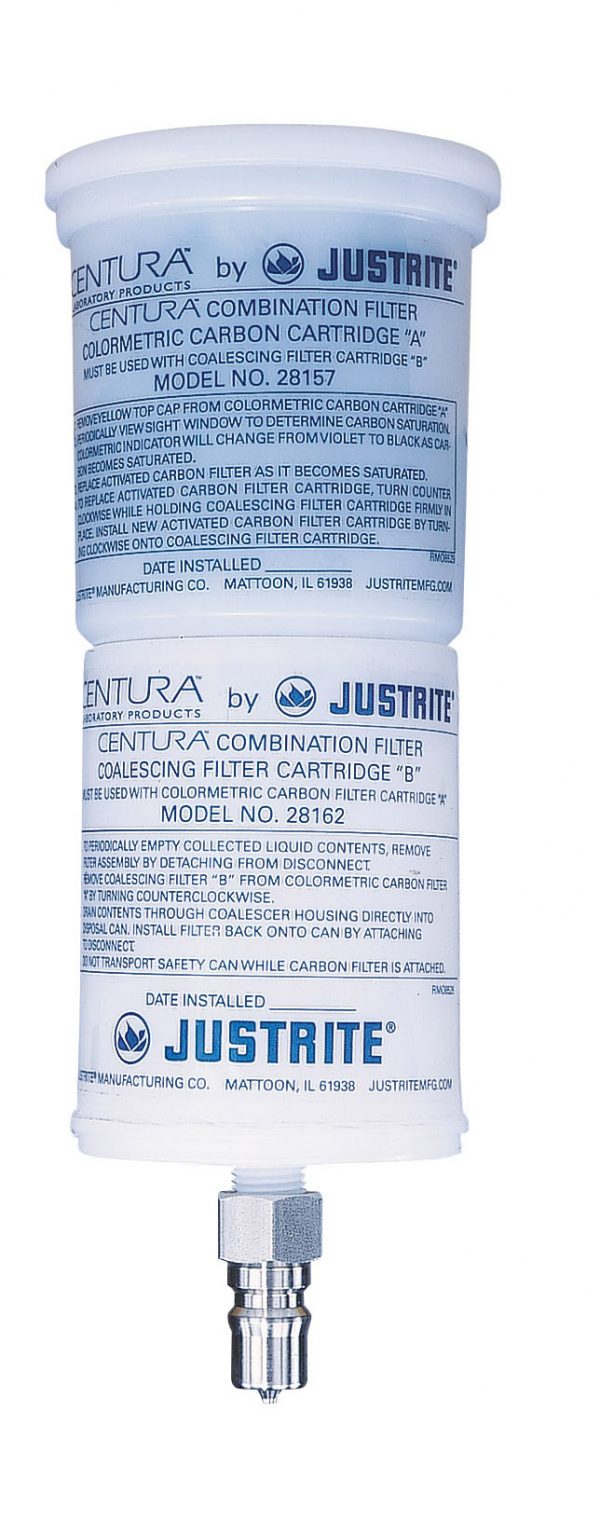 CENTURA™ by JUSTRITE®
LABORATORY PRODUCTS
CENTURA™ COMBINATION FILTER
COLORMETRIC CARBON CARTRIDGE "A"
MUST BE USED WITH COALESCING FILTER CARTRIDGE "B"
MODEL NO. 28157
REMOVE YELLOW TOP CAP FROM COLORMETRIC CARBON CARTRIDGE "A"
PERIODICALLY VIEW SIGHT WINDOW TO DETERMINE CARBON SATURATION.
COLORMETRIC INDICATOR WILL CHANGE FROM VIOLET TO BLACK AS CAR-
BON BECOMES SATURATED.
REPLACE ACTIVATED CARBON FILTER AS IT BECOMES SATURATED.
TO REPLACE ACTIVATED CARBON FILTER CARTRIDGE, TURN COUNTER
CLOCKWISE WHILE HOLDING COALESCING FILTER CARTRIDGE FIRMLY IN
PLACE. INSTALL NEW ACTIVATED CARBON FILTER CARTRIDGE BY TURN-
ING CLOCKWISE ONTO COALESCING FILTER CARTRIDGE.
DATE INSTALLED
JUSTRITE® MANUFACTURING CO. MATTOON, IL 61938 JUSTRITEMFG.COM
CENTURA™ by JUSTRITE®
LABORATORY PRODUCTS
CENTURA™ COMBINATION FILTER
COALESCING FILTER CARTRIDGE "B"
MUST BE USED WITH COLORMETRIC CARBON FILTER CARTRIDGE "A"
MODEL NO. 28162
TO PERIODICALLY EMPTY COLLECTED LIQUID CONTENTS, REMOVE
FILTER ASSEMBLY BY DETACHING FROM DISCONNECT.
REMOVE COALESCING FILTER "B" FROM COLORMETRIC CARBON FILTER
"A" BY TURNING COUNTERCLOCKWISE.
DRAIN CONTENTS THROUGH COALESCER HOUSING DIRECTLY INTO
DISPOSAL CAN. INSTALL FILTER BACK ONTO CAN BY ATTACHING
TO DISCONNECT.
DO NOT TRANSPORT SAFETY CAN WHILE CARBON FILTER IS ATTACHED.
DATE INSTALLED
JUSTRITE®
JUSTRITE® MANUFACTURING CO. MATTOON, IL 61938 JUSTRITEMFG.COM